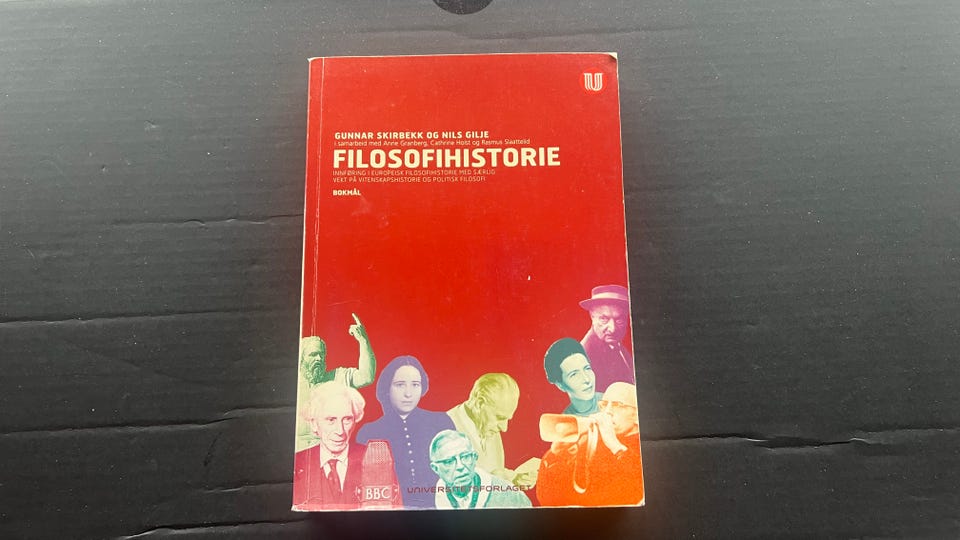 U
GUNNAR SKIRBEKK OG NILS GILJE
i samarbeid med Anne Granberg, Cathrine Holst og Rasmus Slaattelid
FILOSOFIHISTORIE
INNFØRING I EUROPEISK FILOSOFIHISTORIE MED SÆRLIG
VEKT PÅ VITENSKAPSHISTORIE OG POLITISK FILOSOFI
BOKMÅL
BBC
UNIVERSITETSFORLAGET